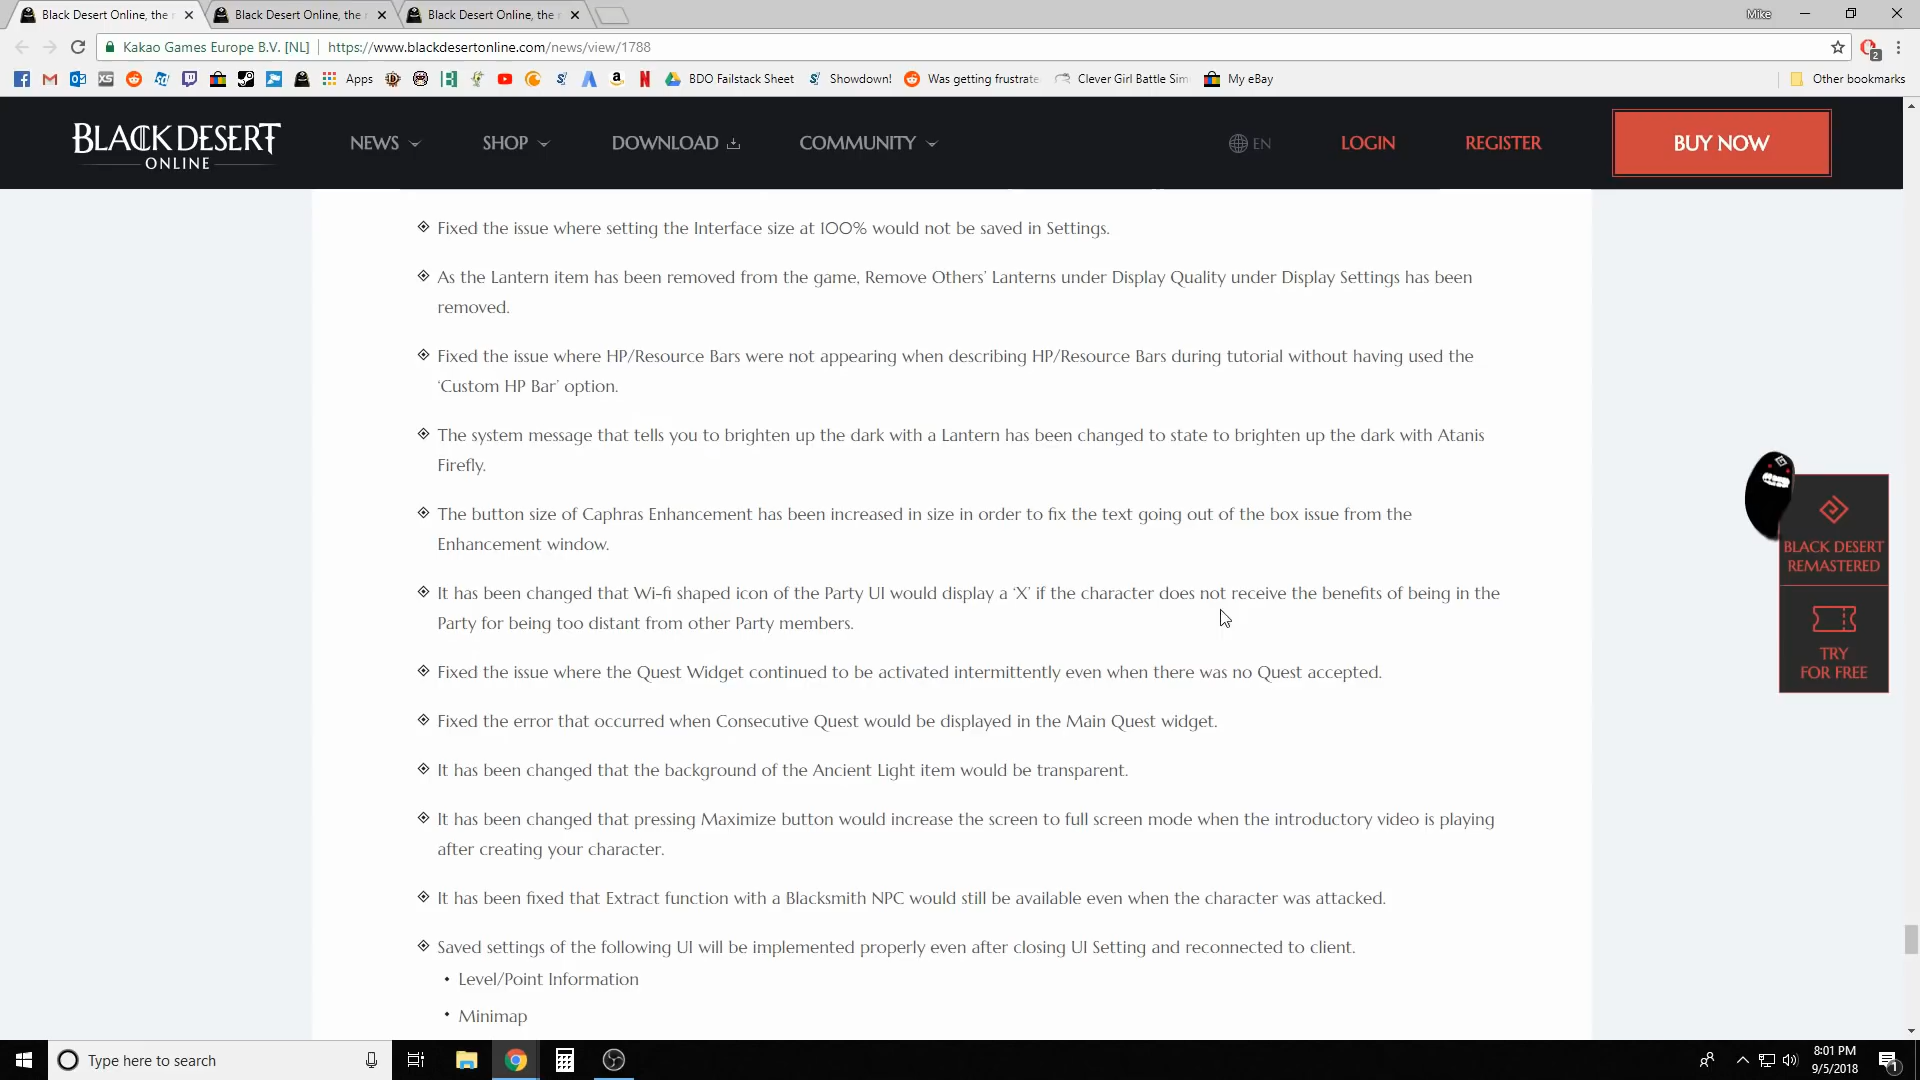 Black Desert Online, the r
Black Desert Online, the r
Black Desert Online, the r
Mike
Kakao Games Europe B.V. [NL]
https://www.blackdesertonline.com/news/view/1788
2
Apps
BDO Failstack Sheet
Showdown!
Was getting frustrate
Clever Girl Battle Sim
My eBay
Other bookmarks
BLACK DESERT
ONLINE
NEWS
SHOP
DOWNLOAD
COMMUNITY
EN
LOGIN
REGISTER
BUY NOW
Fixed the issue where setting the Interface size at 100% would not be saved in Settings.
As the Lantern item has been removed from the game, Remove Others’ Lanterns under Display Quality under Display Settings has been
removed.
Fixed the issue where HP/Resource Bars were not appearing when describing HP/Resource Bars during tutorial without having used the
‘Custom HP Bar’ option.
The system message that tells you to brighten up the dark with a Lantern has been changed to state to brighten up the dark with Atanis
Firefly.
The button size of Caphras Enhancement has been increased in size in order to fix the text going out of the box issue from the
Enhancement window.
It has been changed that Wi-fi shaped icon of the Party UI would display a ‘X’ if the character does not receive the benefits of being in the
Party for being too distant from other Party members.
Fixed the issue where the Quest Widget continued to be activated intermittently even when there was no Quest accepted.
Fixed the error that occurred when Consecutive Quest would be displayed in the Main Quest widget.
It has been changed that the background of the Ancient Light item would be transparent.
It has been changed that pressing Maximize button would increase the screen to full screen mode when the introductory video is playing
after creating your character.
It has been fixed that Extract function with a Blacksmith NPC would still be available even when the character was attacked.
Saved settings of the following UI will be implemented properly even after closing UI Setting and reconnected to client.
• Level/Point Information
• Minimap
BLACK DESERT
REMASTERED
TRY
FOR FREE
Type here to search
8:01 PM
9/5/2018
1